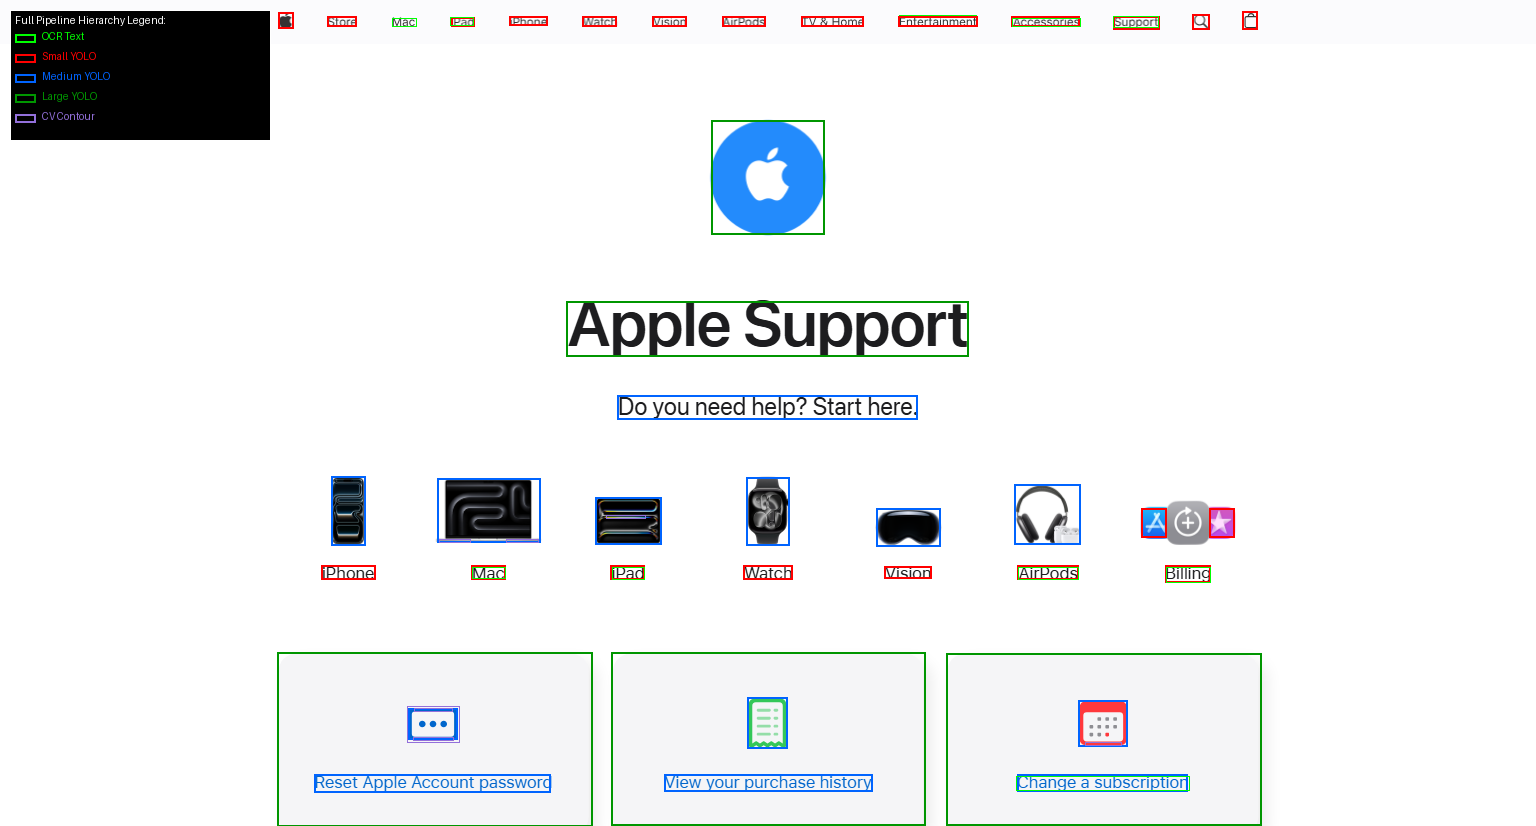 Full Pipeline Hierarchy Legend:
OCR Text
Small YOLO
Medium YOLO
Large YOLO
CV Contour
Store Mac iPad iPhone Watch Vision AirPods TV & Home Entertainment Accessories Support
Apple Support
Do you need help? Start here.
iPhone Mac iPad Watch Vision AirPods Billing
Reset Apple Account password
View your purchase history
Change a subscription